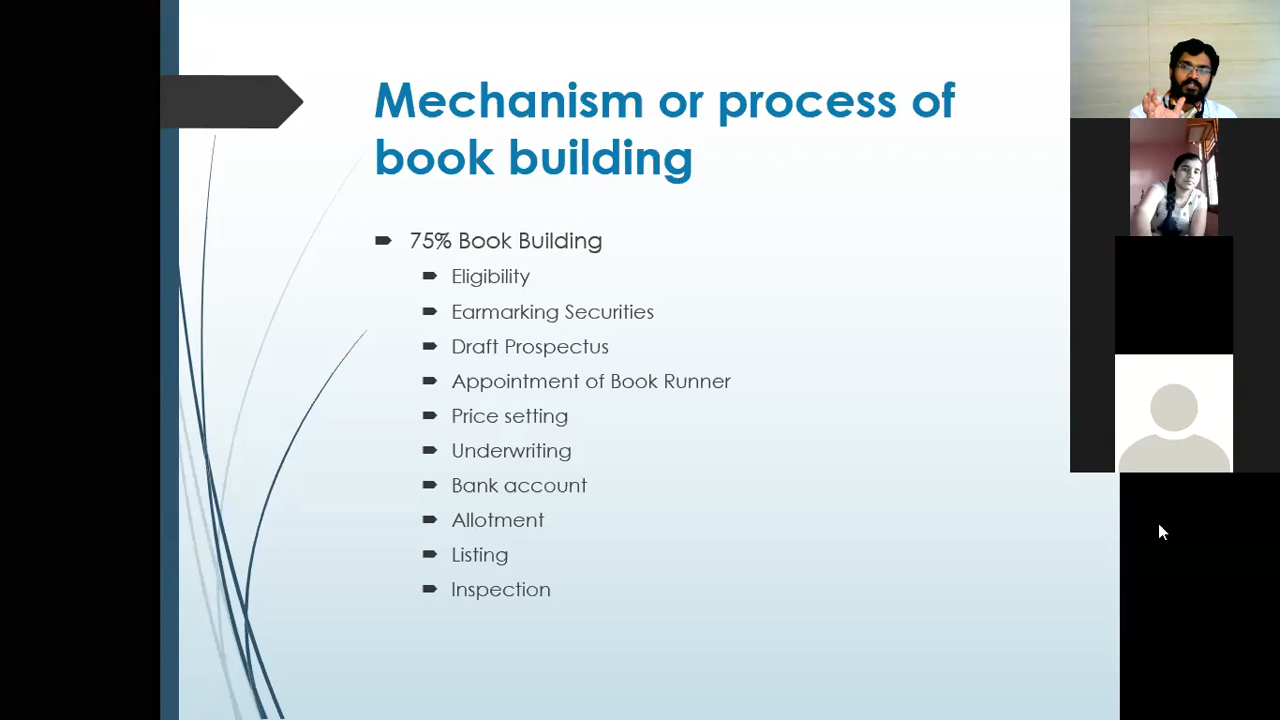 Mechanism or process of
book building
75% Book Building
Eligibility
Earmarking Securities
Draft Prospectus
Appointment of Book Runner
Price setting
Underwriting
Bank account
Allotment
Listing
Inspection